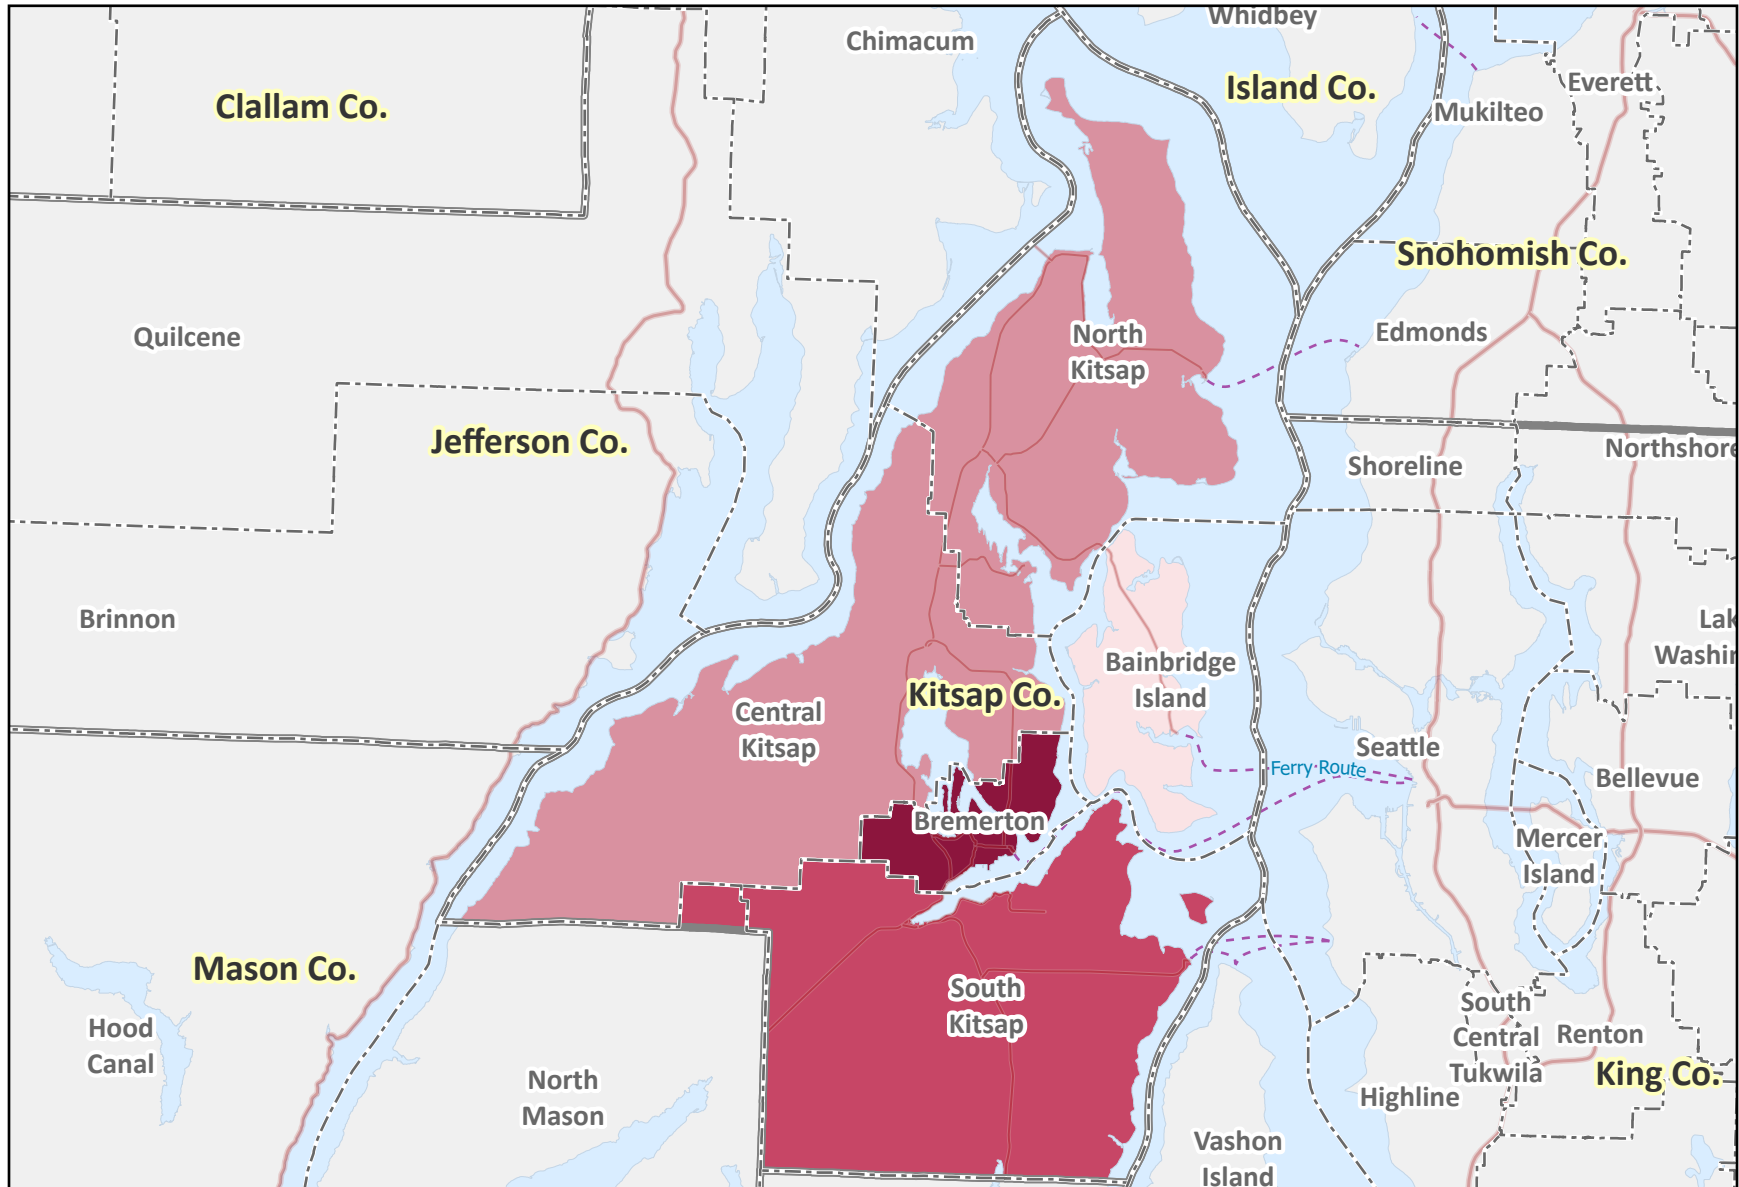 Whidbey
Chimacum
Island Co.
Everett
Clallam Co.
Mukilteo
Snohomish Co.
Quilcene
North
Kitsap
Edmonds
Jefferson Co.
Shoreline
Northshore
Brinnon
Lak
Washin
Bainbridge
Island
Kitsap Co.
Central
Kitsap
Seattle
Ferry Route
Bellevue
Bremerton
Mercer
Island
Mason Co.
South
Kitsap
Hood
Canal
South
Central
Tukwila
Renton
King Co.
North
Mason
Highline
Vashon
Island